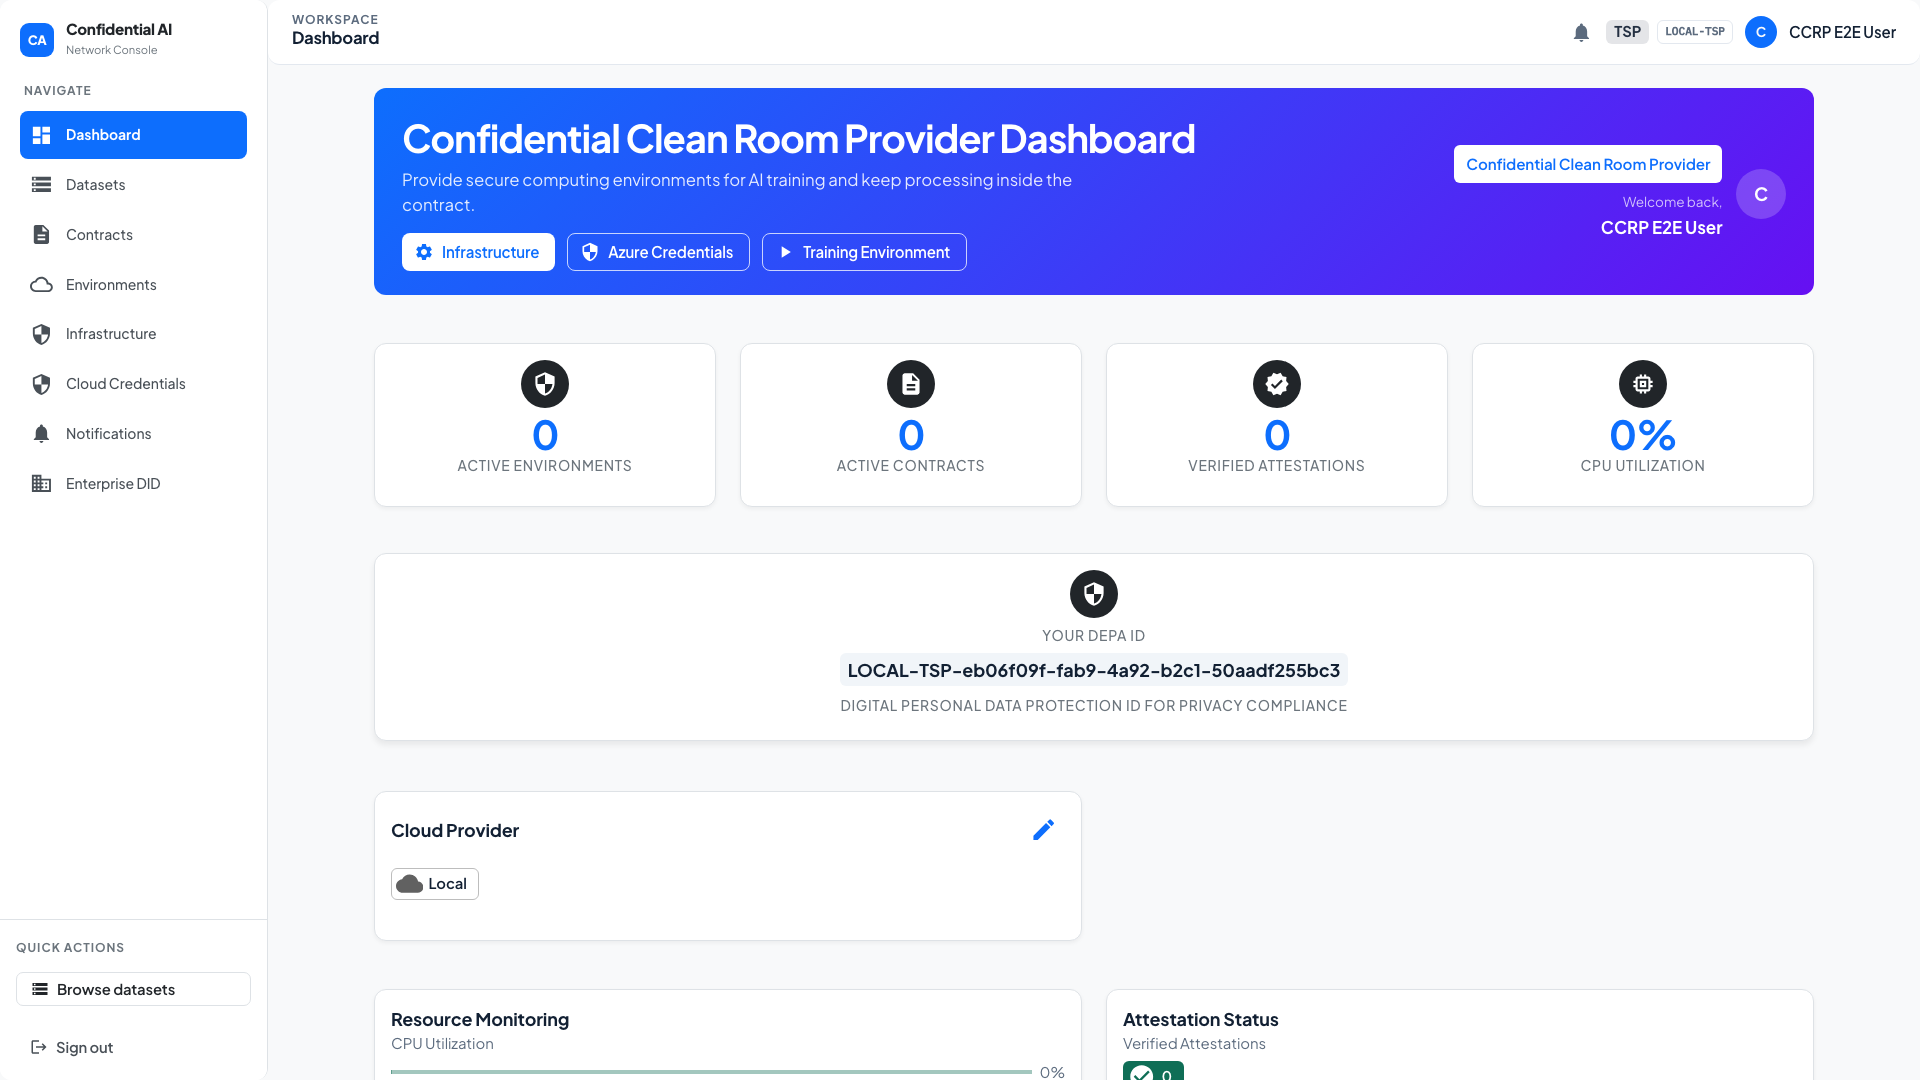 CA
Confidential AI
Network Console
NAVIGATE
Dashboard
Datasets
Contracts
Environments
Infrastructure
Cloud Credentials
Notifications
Enterprise DID
QUICK ACTIONS
Browse datasets
Sign out
WORKSPACE
Dashboard
TSP
LOCAL-TSP
C
CCRP E2E User
Confidential Clean Room Provider Dashboard
Provide secure computing environments for AI training and keep processing inside the
contract.
Infrastructure
Azure Credentials
Training Environment
Confidential Clean Room Provider
Welcome back,
CCRP E2E User
C
0
ACTIVE ENVIRONMENTS
0
ACTIVE CONTRACTS
0
VERIFIED ATTESTATIONS
0%
CPU UTILIZATION
YOUR DEPA ID
LOCAL-TSP-eb06f09f-fab9-4a92-b2c1-50aadf255bc3
DIGITAL PERSONAL DATA PROTECTION ID FOR PRIVACY COMPLIANCE
Cloud Provider
Local
Resource Monitoring
CPU Utilization
0%
Attestation Status
Verified Attestations
0